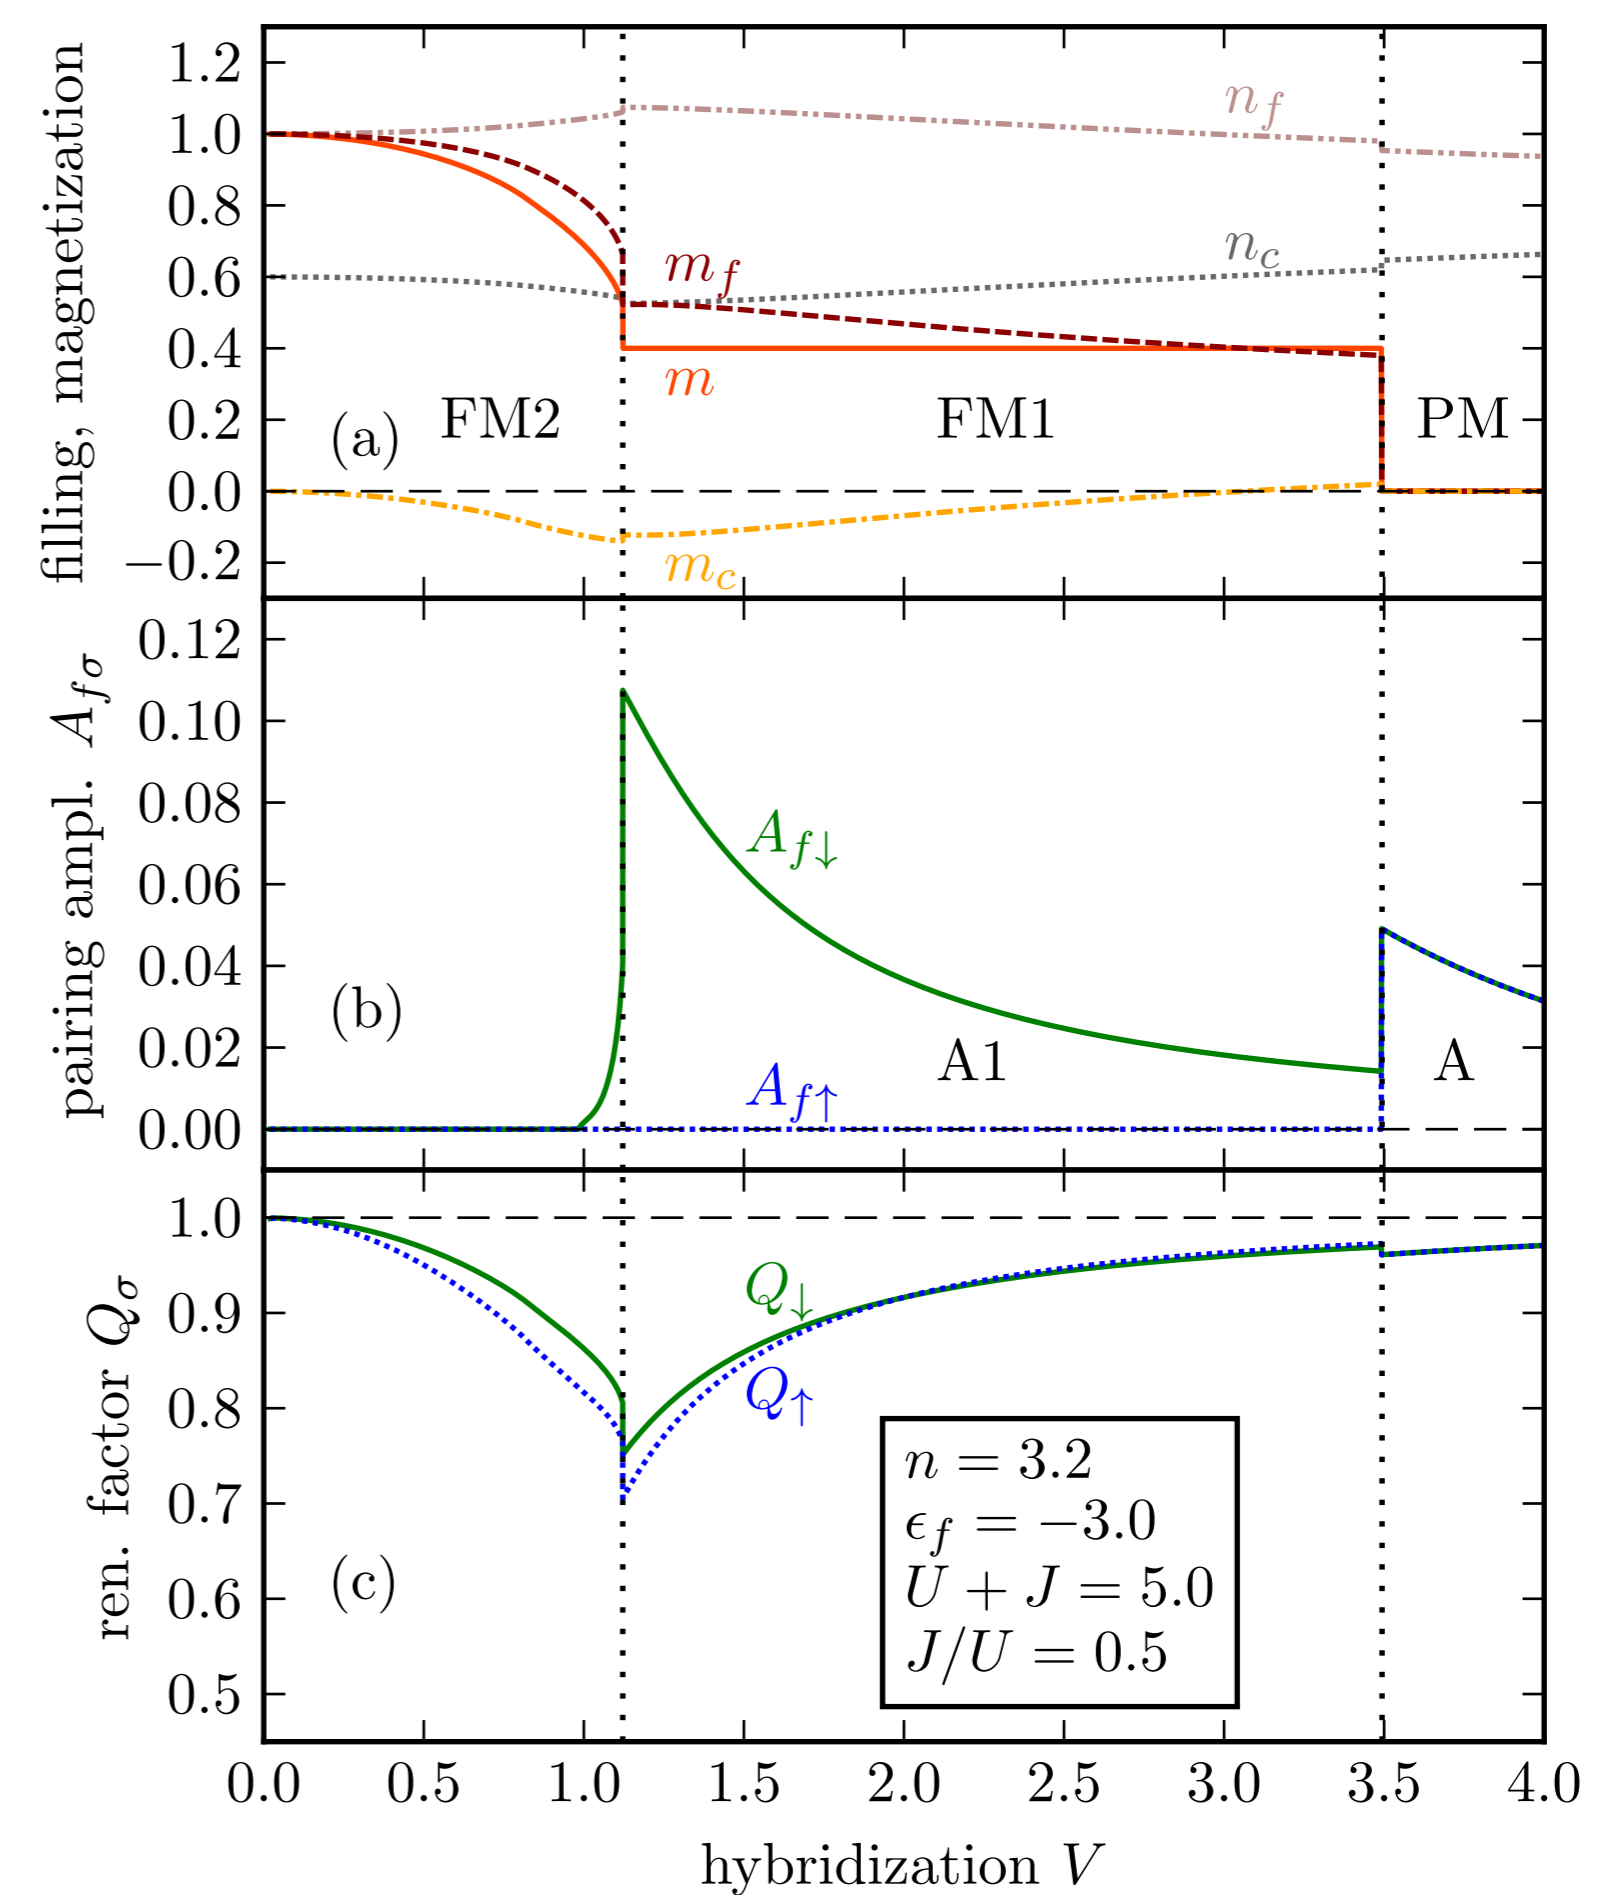 filling, magnetization
1.2
1.0
0.8
0.6
0.4
0.2
0.0
−0.2
n_f
n_c
m_f
m
m_c
FM2
FM1
PM
(a)
pairing ampl. A_{fσ}
0.12
0.10
0.08
0.06
0.04
0.02
0.00
A_{f↓}
A_{f↑}
A1
A
(b)
ren. factor Q_σ
1.0
0.9
0.8
0.7
0.6
0.5
Q_↓
Q_↑
(c)
n = 3.2
ϵ_f = −3.0
U + J = 5.0
J/U = 0.5
0.0 0.5 1.0 1.5 2.0 2.5 3.0 3.5 4.0
hybridization V